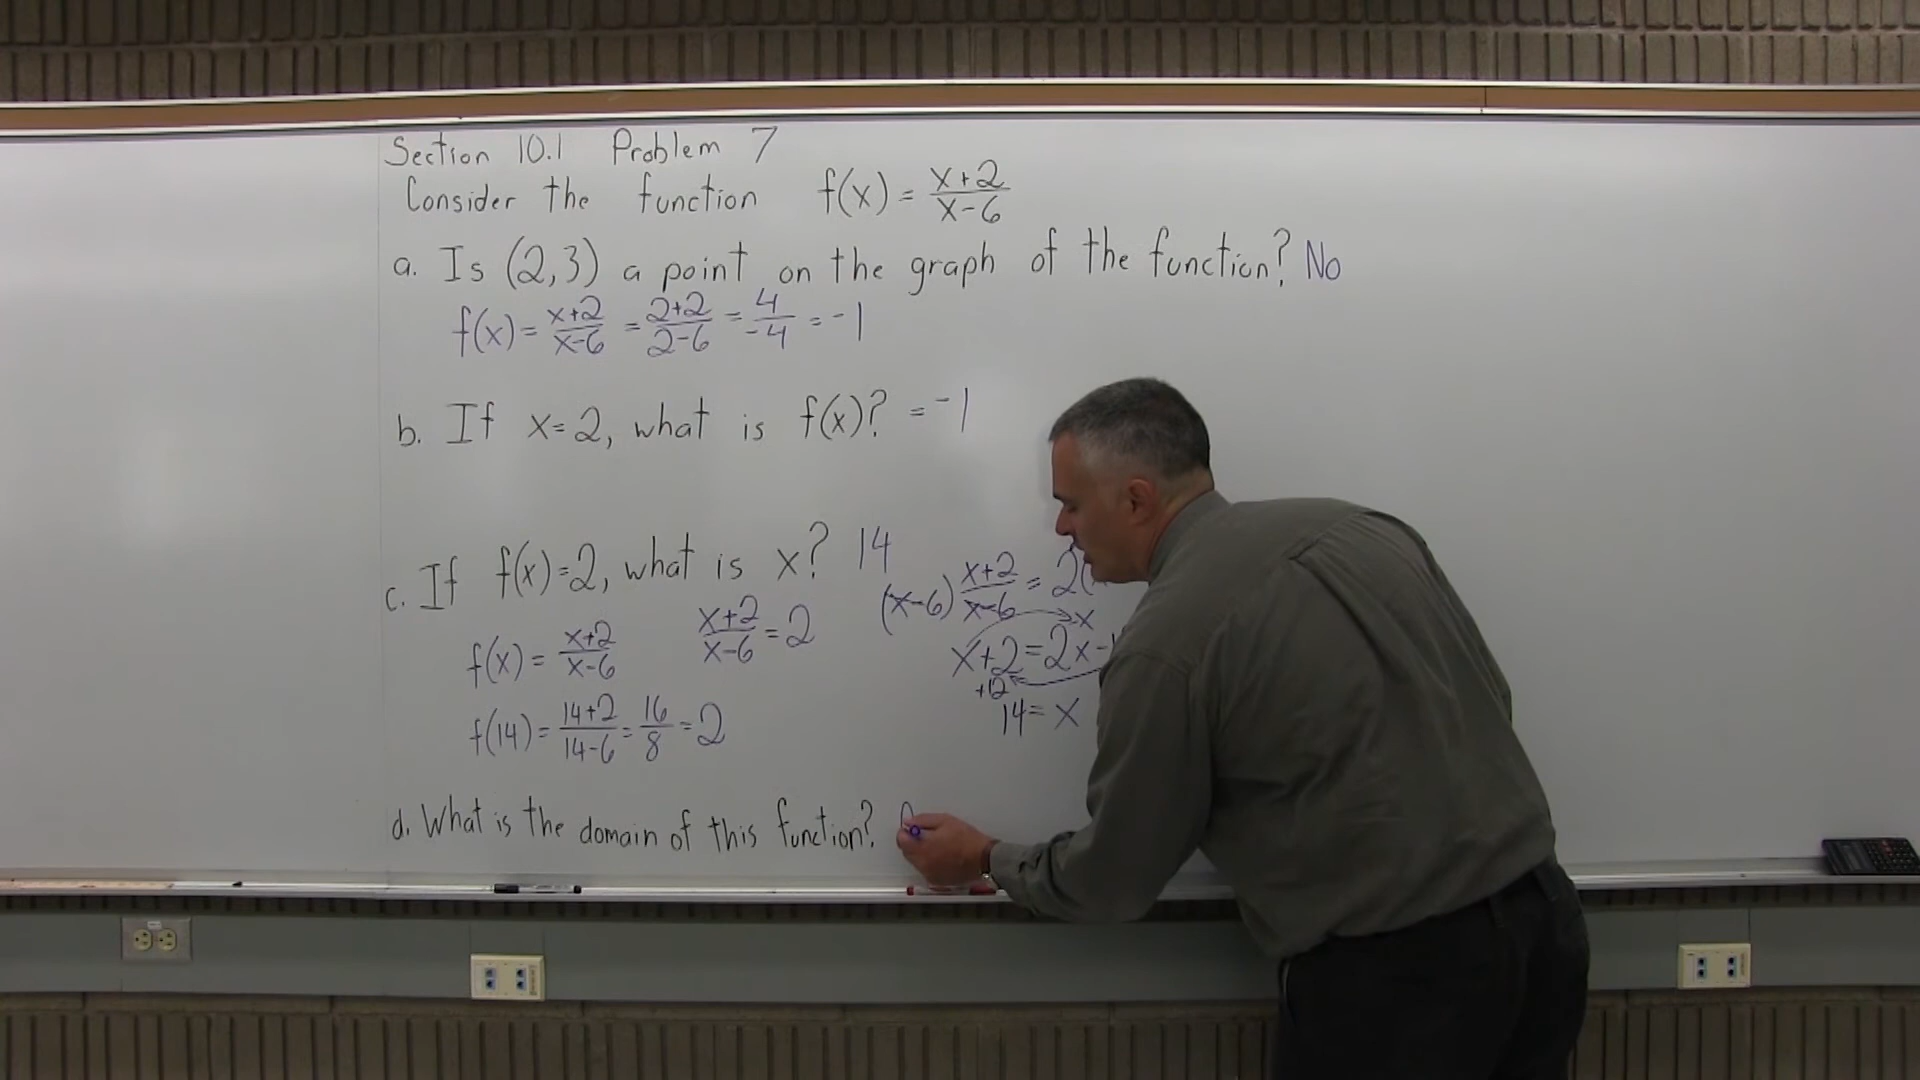 Section 10.1 Problem 7
Consider the function f(x) = (x+2)/(x-6)
a. Is (2,3) a point on the graph of the function? No
f(x) = (x+2)/(x-6) = (2+2)/(2-6) = 4/-4 = -1
b. If x=2, what is f(x)? = -1
c. If f(x)=2, what is x? 14
f(x) = (x+2)/(x-6)
(x+2)/(x-6) = 2
f(14) = (14+2)/(14-6) = 16/8 = 2
(x-6) (x+2)/(x-6) = 2(
-x
x+2=2x-
+12
14=x
d. What is the domain of this function?